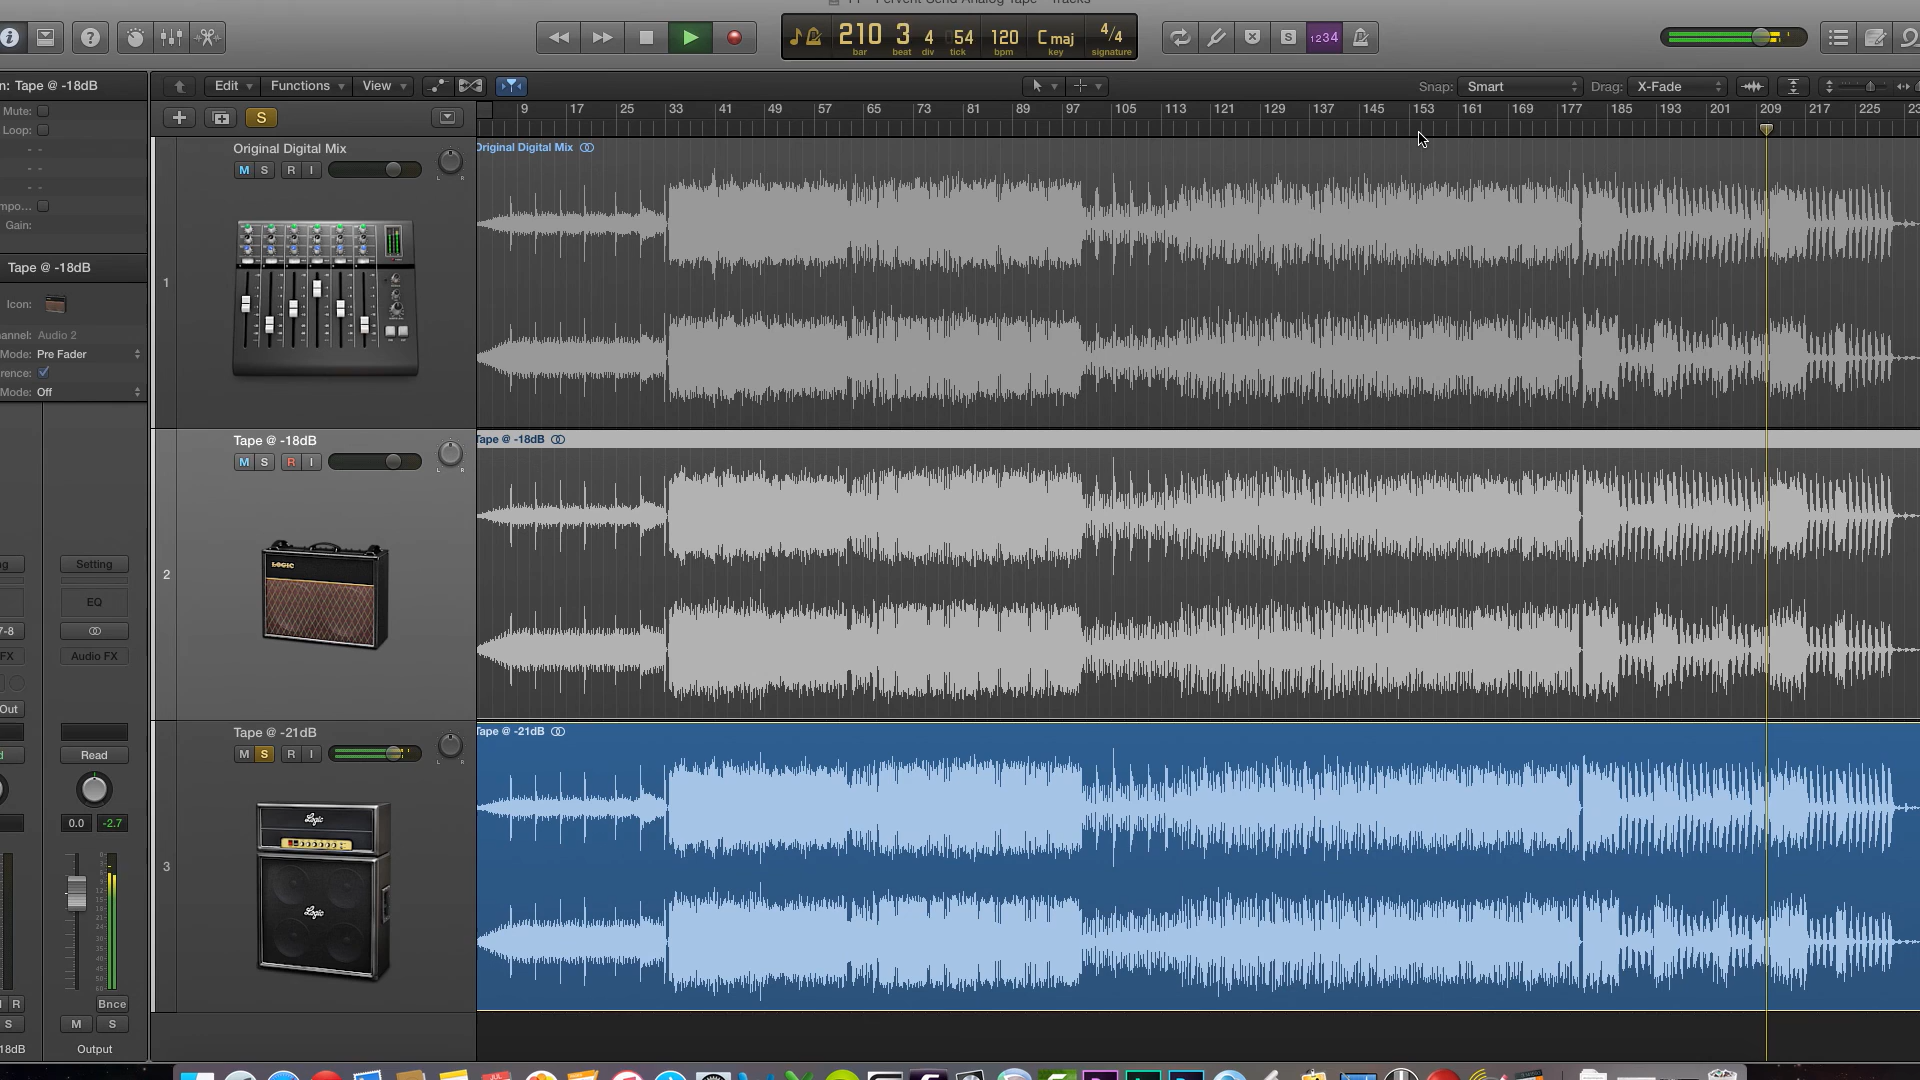 210 3 4 54 120 C maj 4/4
bar beat div tick bpm key signature
1234
S
Tape @ -18dB
Edit Functions View
Snap: Smart Drag: X-Fade
Mute:
Loop:
Gain:
Tape @ -18dB
Icon:
Audio 2
Mode: Pre Fader
Mode: Off
S
9 17 25 33 41 49 57 65 73 81 89 97 105 113 121 129 137 145 153 161 169 177 185 193 201 209 217 225
1
Original Digital Mix
M S R I
L R
Original Digital Mix
2
Tape @ -18dB
M S R I
L R
LOGIC
Tape @ -18dB
3
Tape @ -21dB
M S R I
L R
Logic
Logic
Tape @ -21dB
Setting
EQ
FX Audio FX
Out
Read
0.0 -2.7
R Bnce
S M S
18dB Output